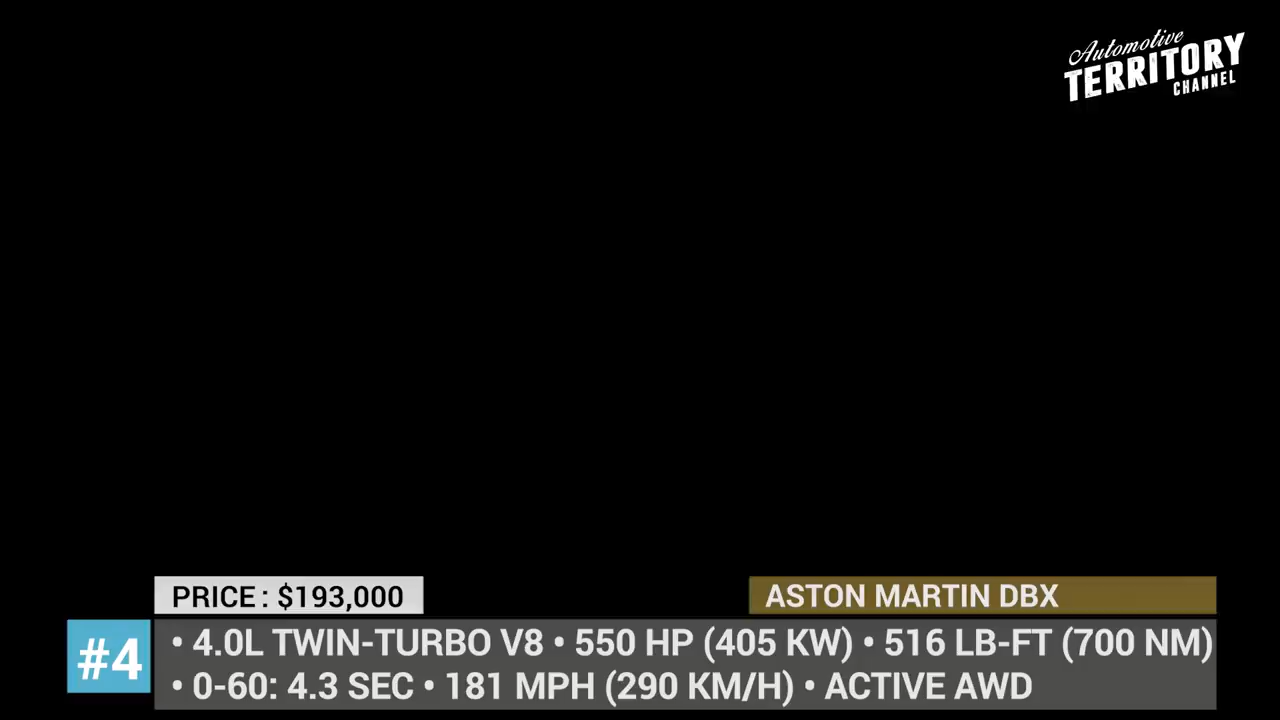 Automotive
TERRITORY
CHANNEL
PRICE: $193,000
ASTON MARTIN DBX
#4
• 4.0L TWIN-TURBO V8 • 550 HP (405 KW) • 516 LB-FT (700 NM)
• 0-60: 4.3 SEC • 181 MPH (290 KM/H) • ACTIVE AWD